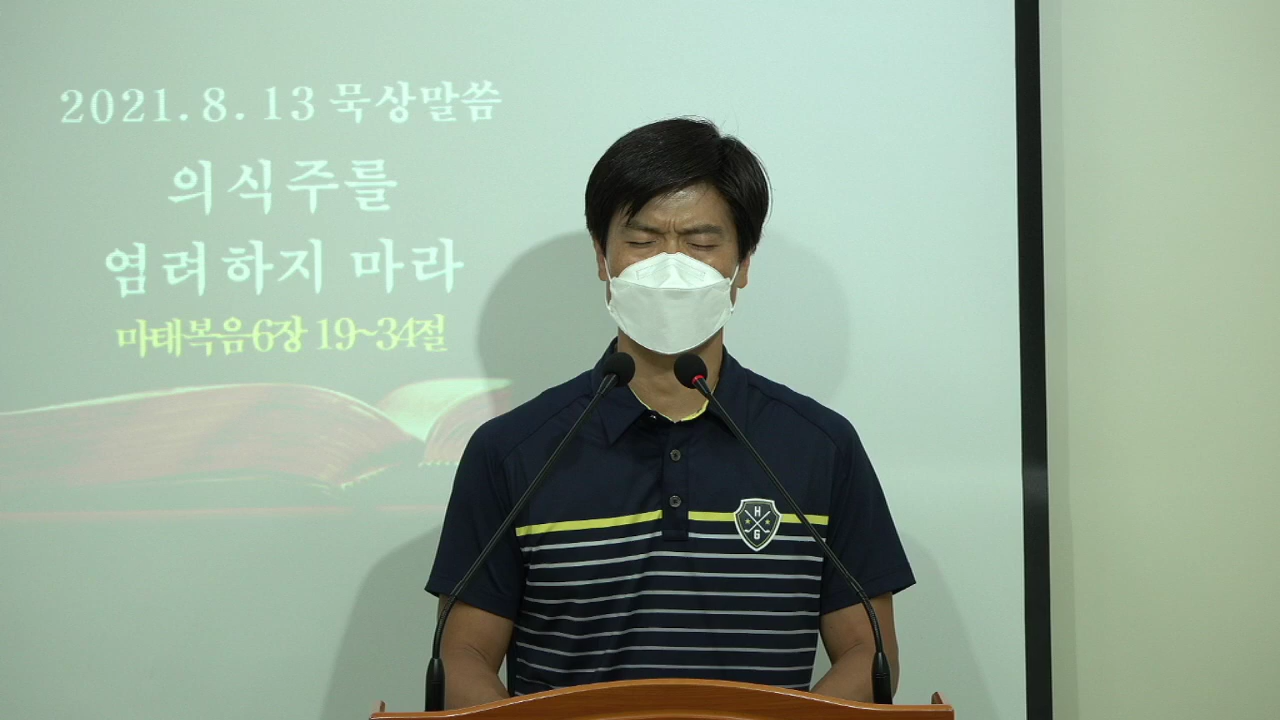 2021. 8. 13 묵상말씀
의식주를
염려하지 마라
마태복음 6장 19~34절
H
G